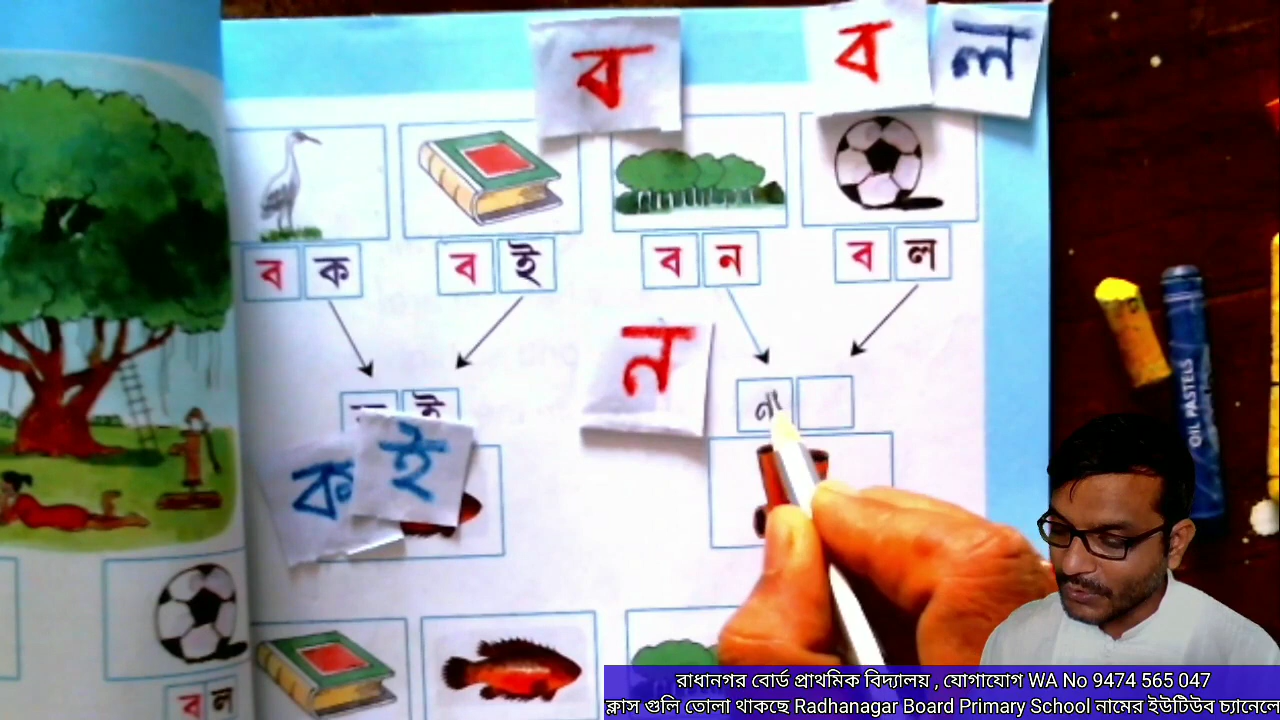 ব
ব ল
ব ক
ব ই
ব ন
ব ল
ন
ই
ক ই
OIL PASTELS
ব ল
রাধানগর বোর্ড প্রাথমিক বিদ্যালয় , যোগাযোগ WA No 9474 565 047
ক্লাস গুলি তোলা থাকছে Radhanagar Board Primary School নামের ইউটিউব চ্যানেলে